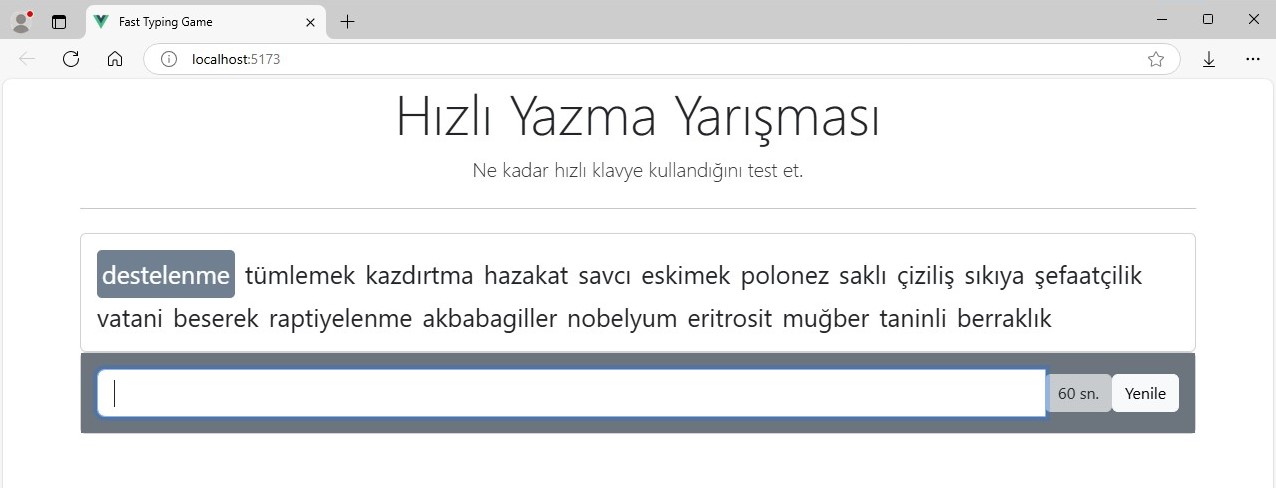 Fast Typing Game
localhost:5173
Hızlı Yazma Yarışması
Ne kadar hızlı klavye kullandığını test et.
destelenme tümlemek kazdırtma hazakat savcı eskimek polonez saklı çiziliş sıkıya şefaatçilik
vatani beserek raptiyelenme akbabagiller nobelyum eritrosit muğber taninli berraklık
60 sn. Yenile